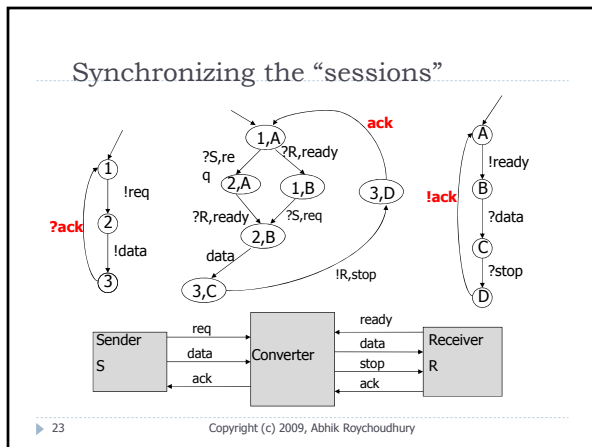 Synchronizing the “sessions”
1
!req
2
?ack
!data
3
1,A
ack
?S,re
q
?R,ready
2,A
1,B
3,D
?R,ready
?S,req
2,B
data
3,C
!R,stop
A
!ready
B
!ack
?data
C
?stop
D
Sender
S
req
data
ack
Converter
ready
data
stop
ack
Receiver
R
23
Copyright (c) 2009, Abhik Roychoudhury